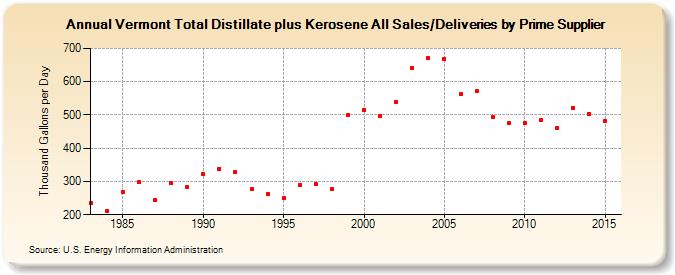 Annual Vermont Total Distillate plus Kerosene All Sales/Deliveries by Prime Supplier
Thousand Gallons per Day
700
600
500
400
300
200
1985 1990 1995 2000 2005 2010 2015
Source: U.S. Energy Information Administration